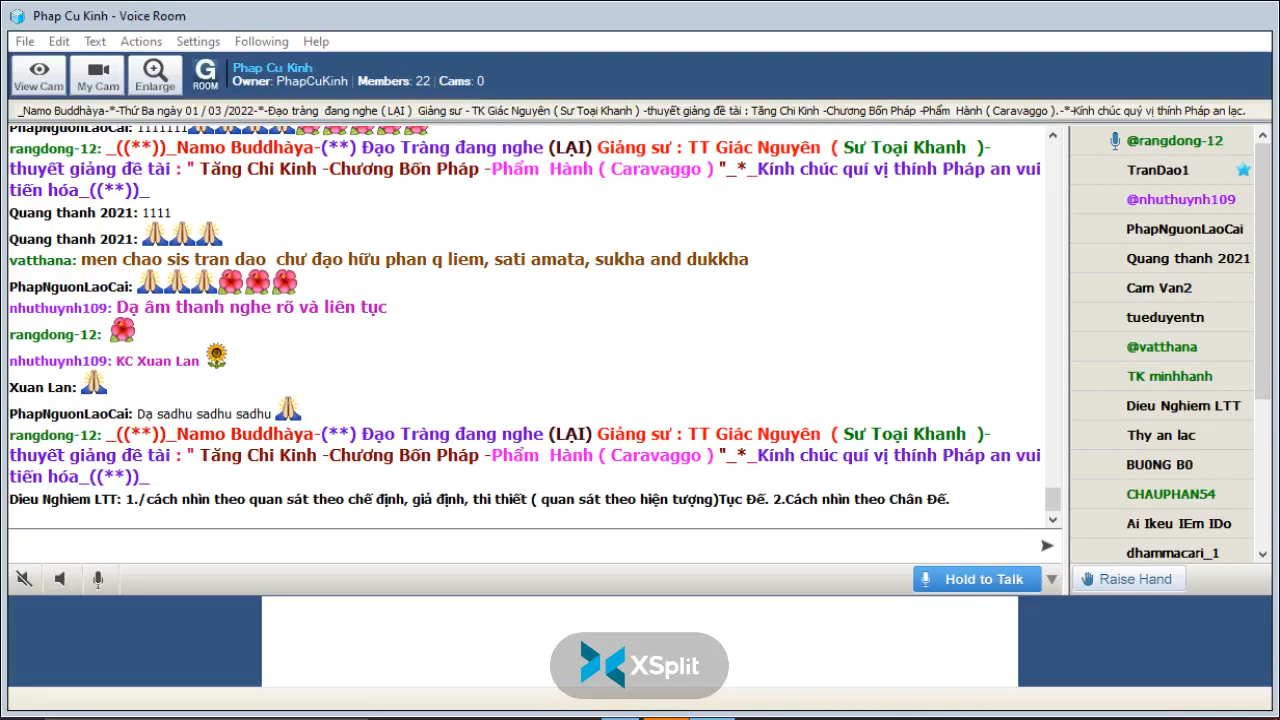 Phap Cu Kinh - Voice Room
File Edit Text Actions Settings Following Help
View Cam My Cam Enlarge G ROOM
Phap Cu Kinh
Owner: PhapCuKinh | Members: 22 | Cams: 0
_Namo Buddhàya-*-Thứ Ba ngày 01 / 03 /2022-*-Đạo tràng đang nghe ( LẠI ) Giảng sư - TK Giác Nguyên ( Sư Toại Khanh ) -thuyết giảng đề tài : Tăng Chi Kinh -Chương Bốn Pháp -Phẩm Hành ( Caravaggo ). -*-Kính chúc quý vị thính Pháp an lạc.
PhapNguonLaoCai: 1111111
rangdong-12: _((**))_Namo Buddhàya-(**) Đạo Tràng đang nghe (LẠI) Giảng sư : TT Giác Nguyên ( Sư Toại Khanh )-
thuyết giảng đề tài : " Tăng Chi Kinh -Chương Bốn Pháp -Phẩm Hành ( Caravaggo ) "_*_Kính chúc quí vị thính Pháp an vui
tiến hóa_((**))_
Quang thanh 2021: 1111
Quang thanh 2021:
vatthana: men chao sis tran dao chư đạo hữu phan q liem, sati amata, sukha and dukkha
PhapNguonLaoCai:
nhuthuynh109: Dạ âm thanh nghe rõ và liên tục
rangdong-12:
nhuthuynh109: KC Xuan Lan
Xuan Lan:
PhapNguonLaoCai: Dạ sadhu sadhu sadhu
rangdong-12: _((**))_Namo Buddhàya-(**) Đạo Tràng đang nghe (LẠI) Giảng sư : TT Giác Nguyên ( Sư Toại Khanh )-
thuyết giảng đề tài : " Tăng Chi Kinh -Chương Bốn Pháp -Phẩm Hành ( Caravaggo ) "_*_Kính chúc quí vị thính Pháp an vui
tiến hóa_((**))_
Dieu Nghiem LTT: 1./cách nhìn theo quan sát theo chế định, giả định, thì thiết ( quan sát theo hiện tượng)Tục Đế. 2.Cách nhìn theo Chân Đế.
@rangdong-12
TranDao1
@nhuthuynh109
PhapNguonLaoCai
Quang thanh 2021
Cam Van2
tueduyentn
@vatthana
TK minhhanh
Dieu Nghiem LTT
Thy an lac
BU0NG B0
CHAUPHAN54
Ai Ikeu IEm IDo
dhammacari_1
Hold to Talk
Raise Hand
XSplit